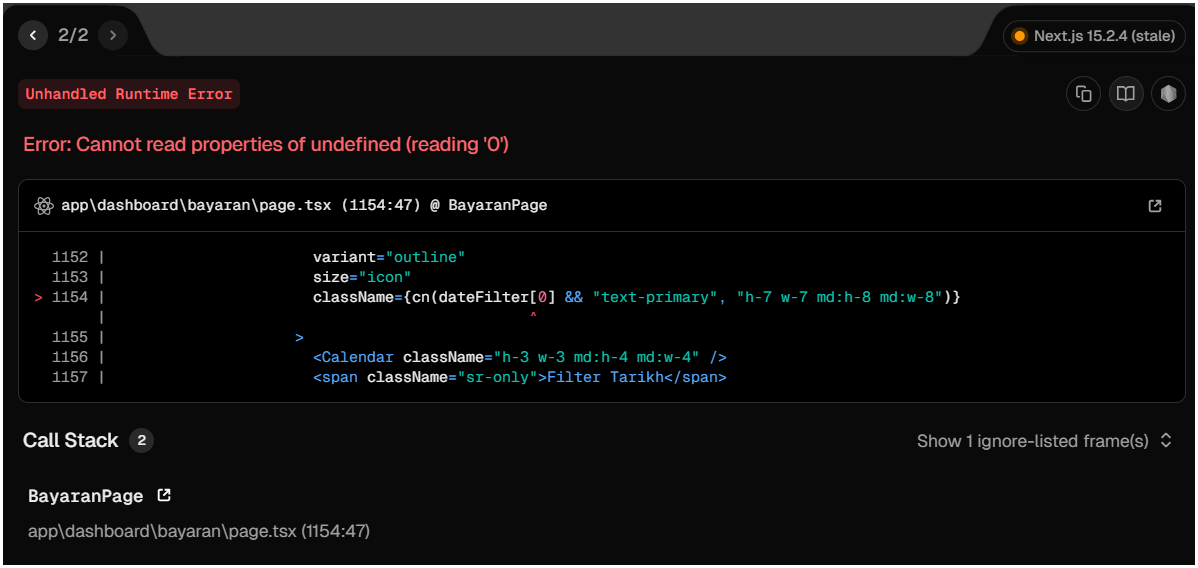 2/2
Next.js 15.2.4 (stale)
Unhandled Runtime Error
Error: Cannot read properties of undefined (reading '0')
app\dashboard\bayaran\page.tsx (1154:47) @ BayaranPage
1152 | variant="outline"
1153 | size="icon"
> 1154 | className={cn(dateFilter[0] && "text-primary", "h-7 w-7 md:h-8 md:w-8")}
| ^
1155 | >
1156 | <Calendar className="h-3 w-3 md:h-4 md:w-4" />
1157 | <span className="sr-only">Filter Tarikh</span>
Call Stack 2
Show 1 ignore-listed frame(s)
BayaranPage
app\dashboard\bayaran\page.tsx (1154:47)